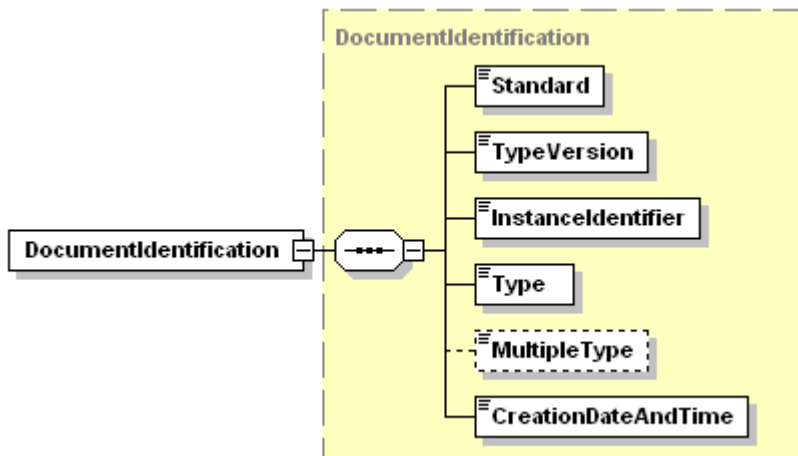 DocumentIdentification
Standard
TypeVersion
InstanceIdentifier
DocumentIdentification
Type
MultipleType
CreationDateAndTime